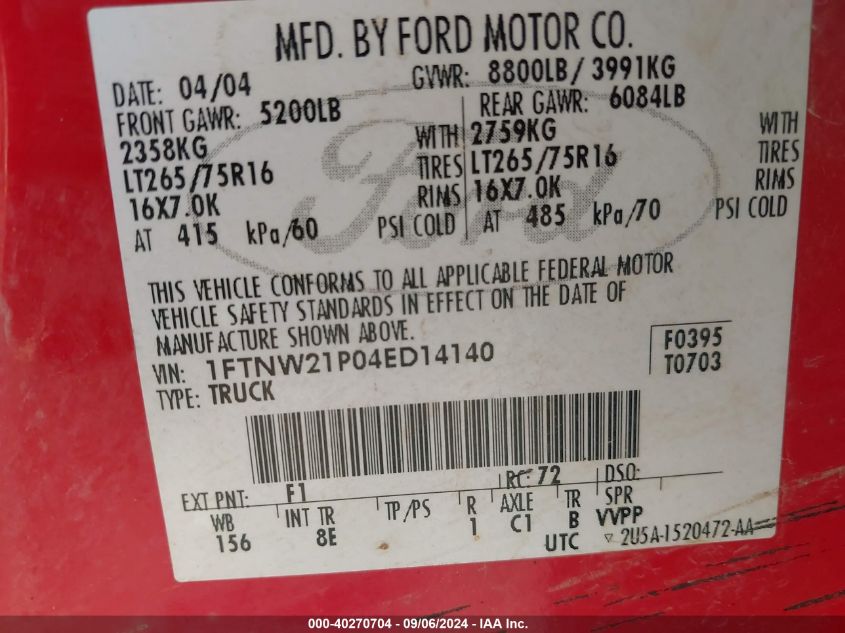 MFD. BY FORD MOTOR CO.
DATE: 04/04 GVWR: 8800LB/ 3991KG
FRONT GAWR: 5200LB REAR GAWR: 6084LB
2358KG WITH 2759KG WITH
LT265/75R16 TIRES LT265/75R16 TIRES
16X7.0K RIMS 16X7.0K RIMS
AT 415 kPa/60 PSI COLD AT 485 kPa/70 PSI COLD
Ford
THIS VEHICLE CONFORMS TO ALL APPLICABLE FEDERAL MOTOR
VEHICLE SAFETY STANDARDS IN EFFECT ON THE DATE OF
MANUFACTURE SHOWN ABOVE.
VIN: 1FTNW21P04ED14140 F0395
TYPE: TRUCK T0703
EXT PNT: F1 RC: 72 DSO:
WB INT TR TP/PS R AXLE TR SPR
156 8E 1 C1 B VVPP
UTC ▽ 2U5A-1520472-AA
000-40270704 - 09/06/2024 - IAA Inc.